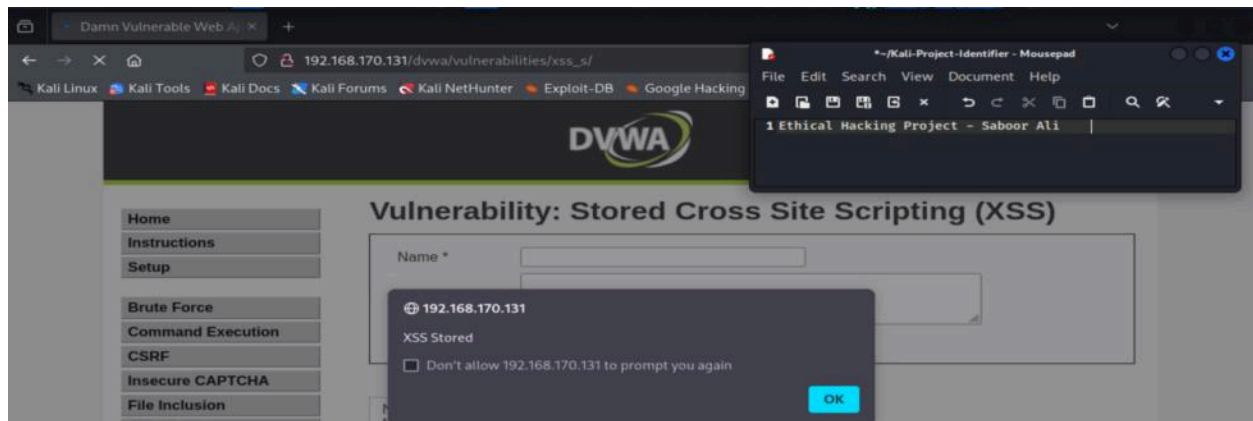 Damn Vulnerable Web Ap
192.168.170.131/dvwa/vulnerabilities/xss_s/
Kali Linux Kali Tools Kali Docs Kali Forums Kali NetHunter Exploit-DB Google Hacking
*~/Kali-Project-Identifier - Mousepad
File Edit Search View Document Help
1 Ethical Hacking Project - Saboor Ali
DVWA
Vulnerability: Stored Cross Site Scripting (XSS)
Home
Instructions
Setup
Brute Force
Command Execution
CSRF
Insecure CAPTCHA
File Inclusion
Name *
192.168.170.131
XSS Stored
Don't allow 192.168.170.131 to prompt you again
OK